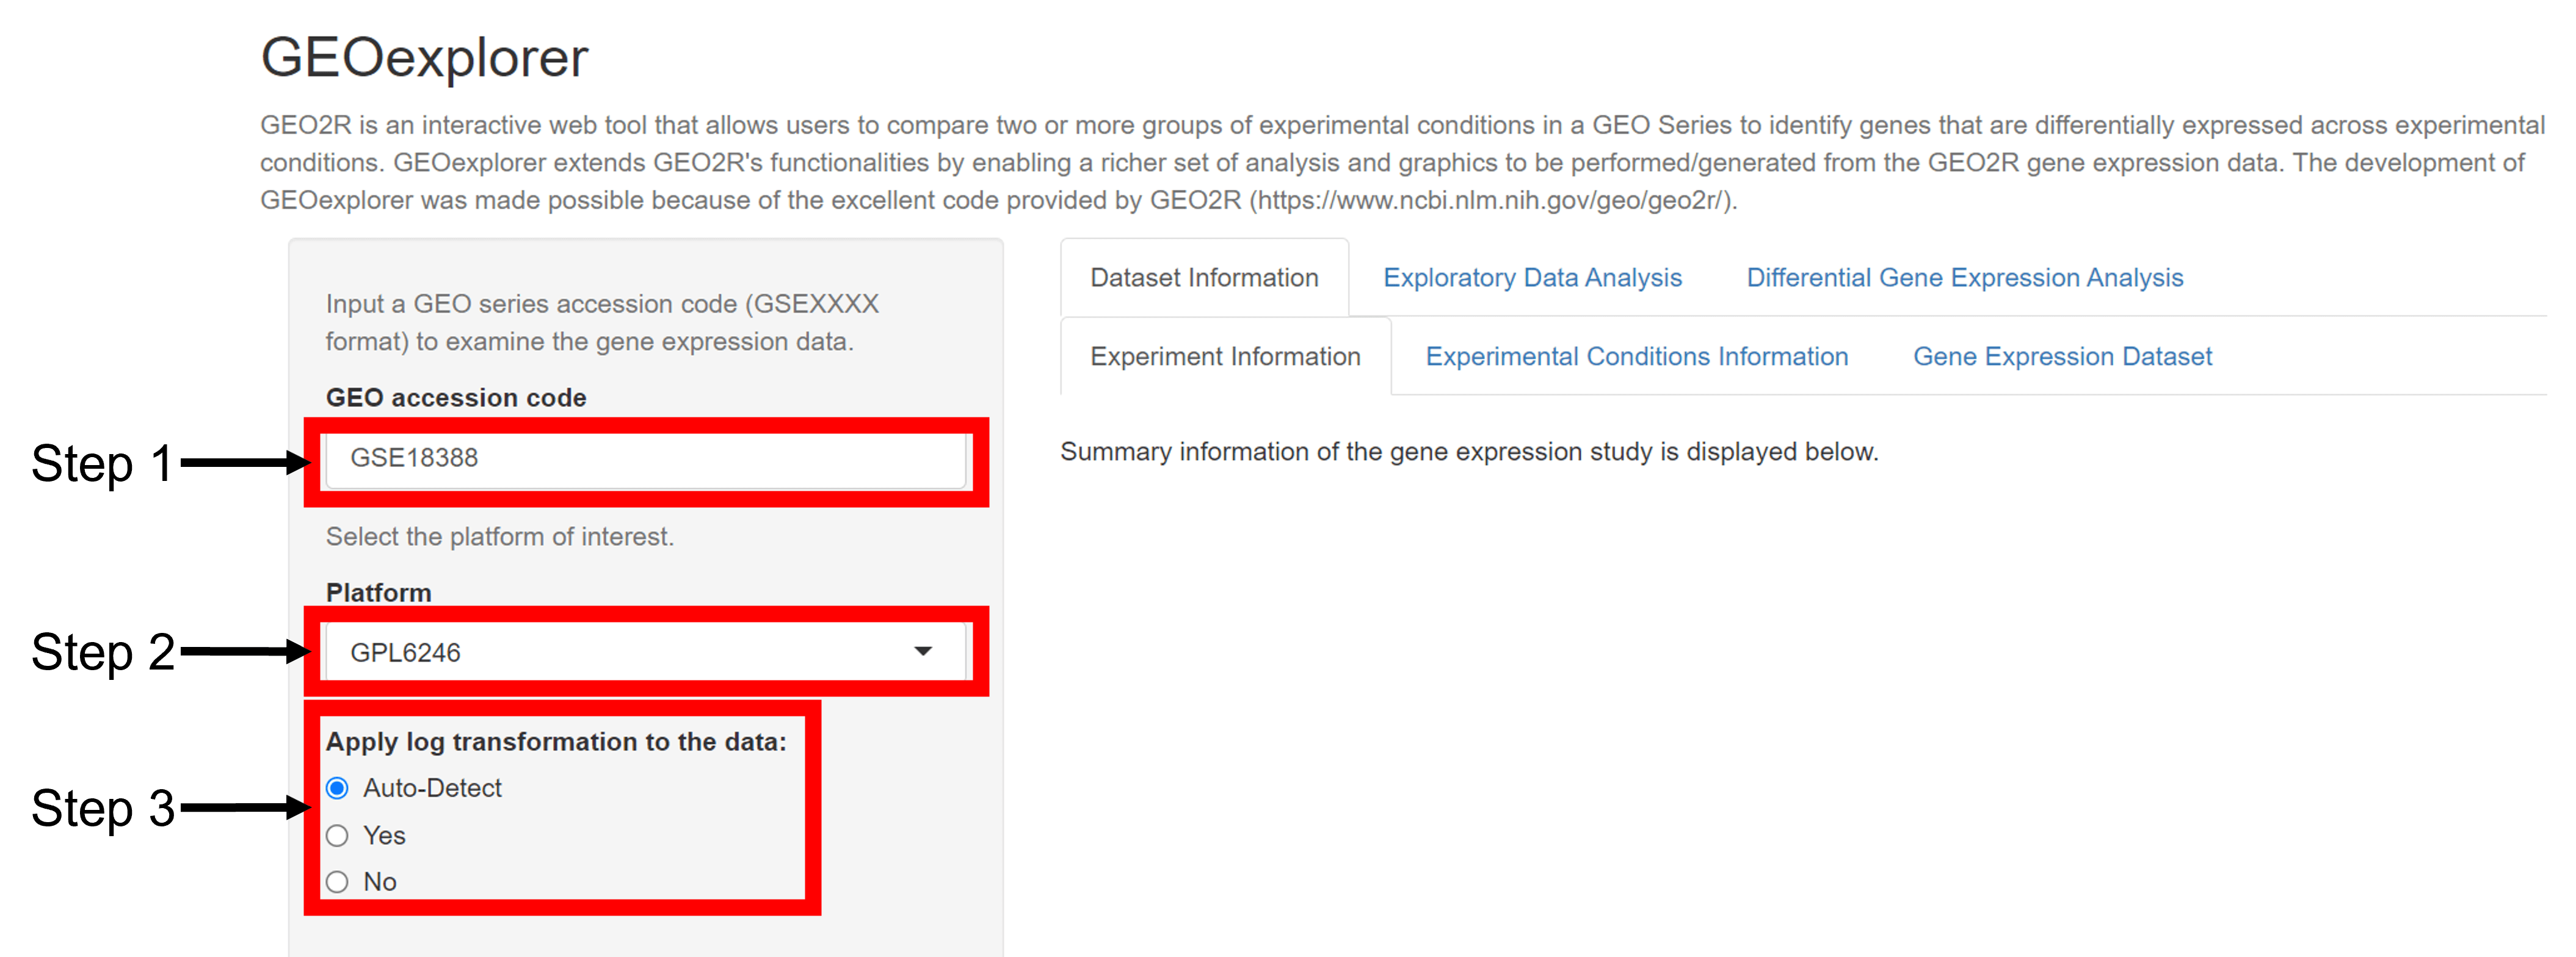 GEOexplorer
GEO2R is an interactive web tool that allows users to compare two or more groups of experimental conditions in a GEO Series to identify genes that are differentially expressed across experimental
conditions. GEOexplorer extends GEO2R's functionalities by enabling a richer set of analysis and graphics to be performed/generated from the GEO2R gene expression data. The development of
GEOexplorer was made possible because of the excellent code provided by GEO2R (https://www.ncbi.nlm.nih.gov/geo/geo2r/).
Input a GEO series accession code (GSEXXXX
format) to examine the gene expression data.
GEO accession code
Step 1
GSE18388
Select the platform of interest.
Platform
Step 2
GPL6246
Apply log transformation to the data:
Auto-Detect
Step 3
Yes
No
Dataset Information Exploratory Data Analysis Differential Gene Expression Analysis
Experiment Information Experimental Conditions Information Gene Expression Dataset
Summary information of the gene expression study is displayed below.